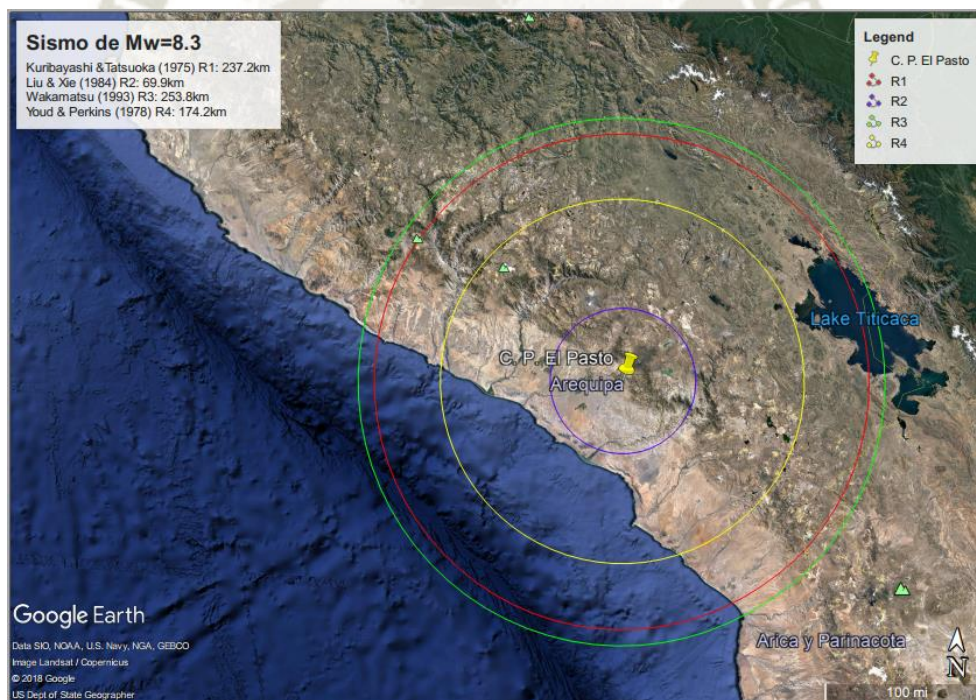 Sismo de Mw=8.3
Kuribayashi &Tatsuoka (1975) R1: 237.2km
Liu & Xie (1984) R2: 69.9km
Wakamatsu (1993) R3: 253.8km
Youd & Perkins (1978) R4: 174.2km
Legend
C. P. El Pasto
R1
R2
R3
R4
Lake Titicaca
C. P. El Pasto
Arequipa
Arica y Parinacota
Google Earth
Data SIO, NOAA, U.S. Navy, NGA, GEBCO
Image Landsat / Copernicus
© 2018 Google
US Dept of State Geographer
N
100 mi